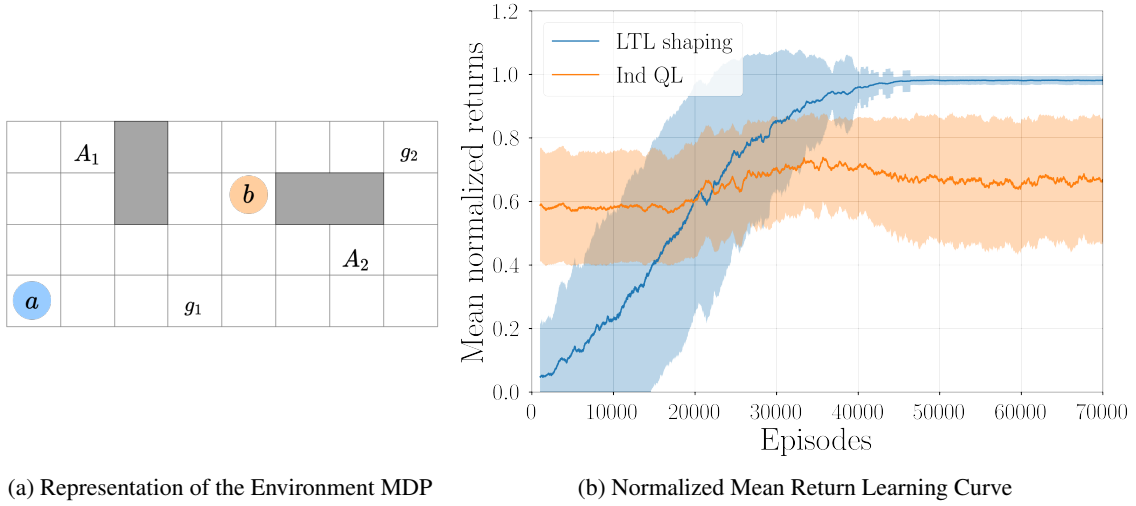 A₁
g₂
b
A₂
a
g₁
(a) Representation of the Environment MDP
LTL shaping
Ind QL
Mean normalized returns
1.2
1.0
0.8
0.6
0.4
0.2
0.0
0 10000 20000 30000 40000 50000 60000 70000
Episodes
(b) Normalized Mean Return Learning Curve